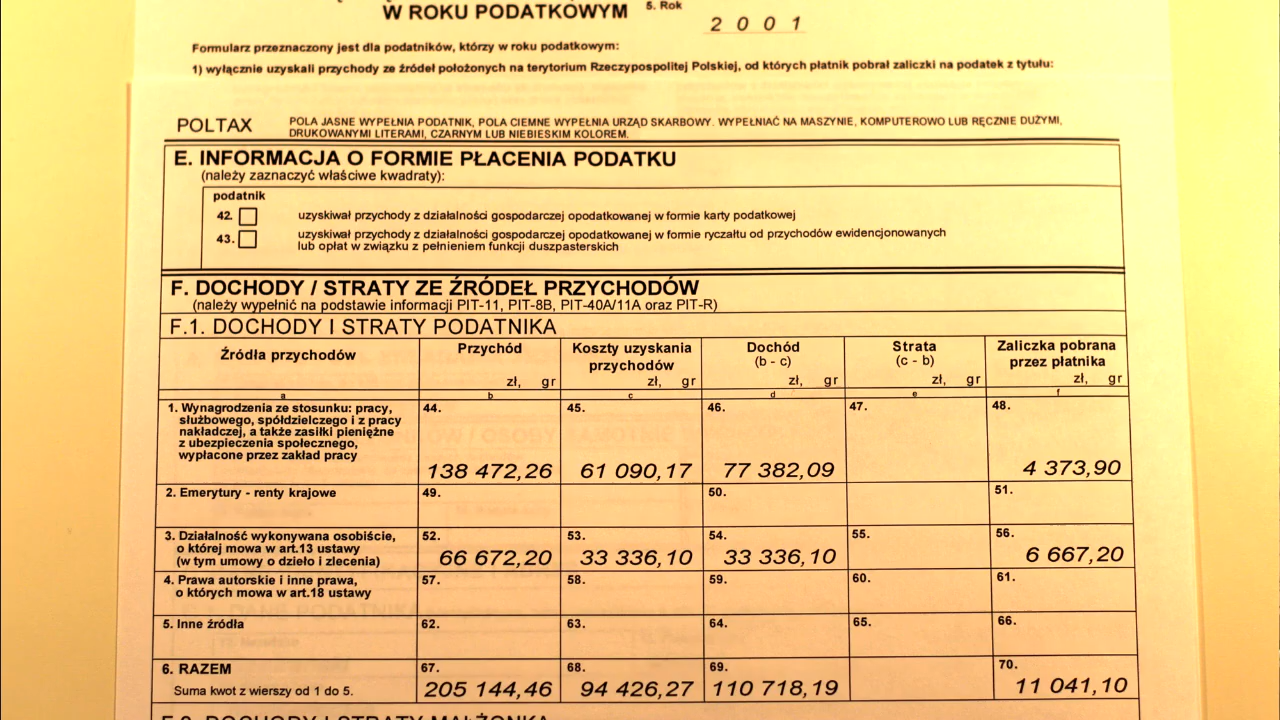 W ROKU PODATKOWYM
5. Rok
2 0 0 1
Formularz przeznaczony jest dla podatników, którzy w roku podatkowym:
1) wyłącznie uzyskali przychody ze źródeł położonych na terytorium Rzeczypospolitej Polskiej, od których płatnik pobrał zaliczki na podatek z tytułu:
POLTAX
POLA JASNE WYPEŁNIA PODATNIK, POLA CIEMNE WYPEŁNIA URZĄD SKARBOWY. WYPEŁNIAĆ NA MASZYNIE, KOMPUTEROWO LUB RĘCZNIE DUŻYMI,
DRUKOWANYMI LITERAMI, CZARNYM LUB NIEBIESKIM KOLOREM.
E. INFORMACJA O FORMIE PŁACENIA PODATKU
(należy zaznaczyć właściwe kwadraty):
podatnik
42.
uzyskiwał przychody z działalności gospodarczej opodatkowanej w formie karty podatkowej
43.
uzyskiwał przychody z działalności gospodarczej opodatkowanej w formie ryczałtu od przychodów ewidencjonowanych
lub opłat w związku z pełnieniem funkcji duszpasterskich
F. DOCHODY / STRATY ZE ŹRÓDEŁ PRZYCHODÓW
(należy wypełnić na podstawie informacji PIT-11, PIT-8B, PIT-40A/11A oraz PIT-R)
F.1. DOCHODY I STRATY PODATNIKA
Źródła przychodów
Przychód
zł, gr
Koszty uzyskania
przychodów
zł, gr
Dochód
(b - c)
zł, gr
Strata
(c - b)
zł, gr
Zaliczka pobrana
przez płatnika
zł, gr
a b c d e f
1. Wynagrodzenia ze stosunku: pracy,
służbowego, spółdzielczego i z pracy
nakładczej, a także zasiłki pieniężne
z ubezpieczenia społecznego,
wypłacone przez zakład pracy
44. 45. 46. 47. 48.
138 472,26 61 090,17 77 382,09 4 373,90
2. Emerytury - renty krajowe
49. 50. 51.
3. Działalność wykonywana osobiście,
o której mowa w art.13 ustawy
(w tym umowy o dzieło i zlecenia)
52. 53. 54. 55. 56.
66 672,20 33 336,10 33 336,10 6 667,20
4. Prawa autorskie i inne prawa,
o których mowa w art.18 ustawy
57. 58. 59. 60. 61.
5. Inne źródła
62. 63. 64. 65. 66.
6. RAZEM
Suma kwot z wierszy od 1 do 5.
67. 68. 69. 70.
205 144,46 94 426,27 110 718,19 11 041,10
F.2. DOCHODY I STRATY MAŁŻONKA